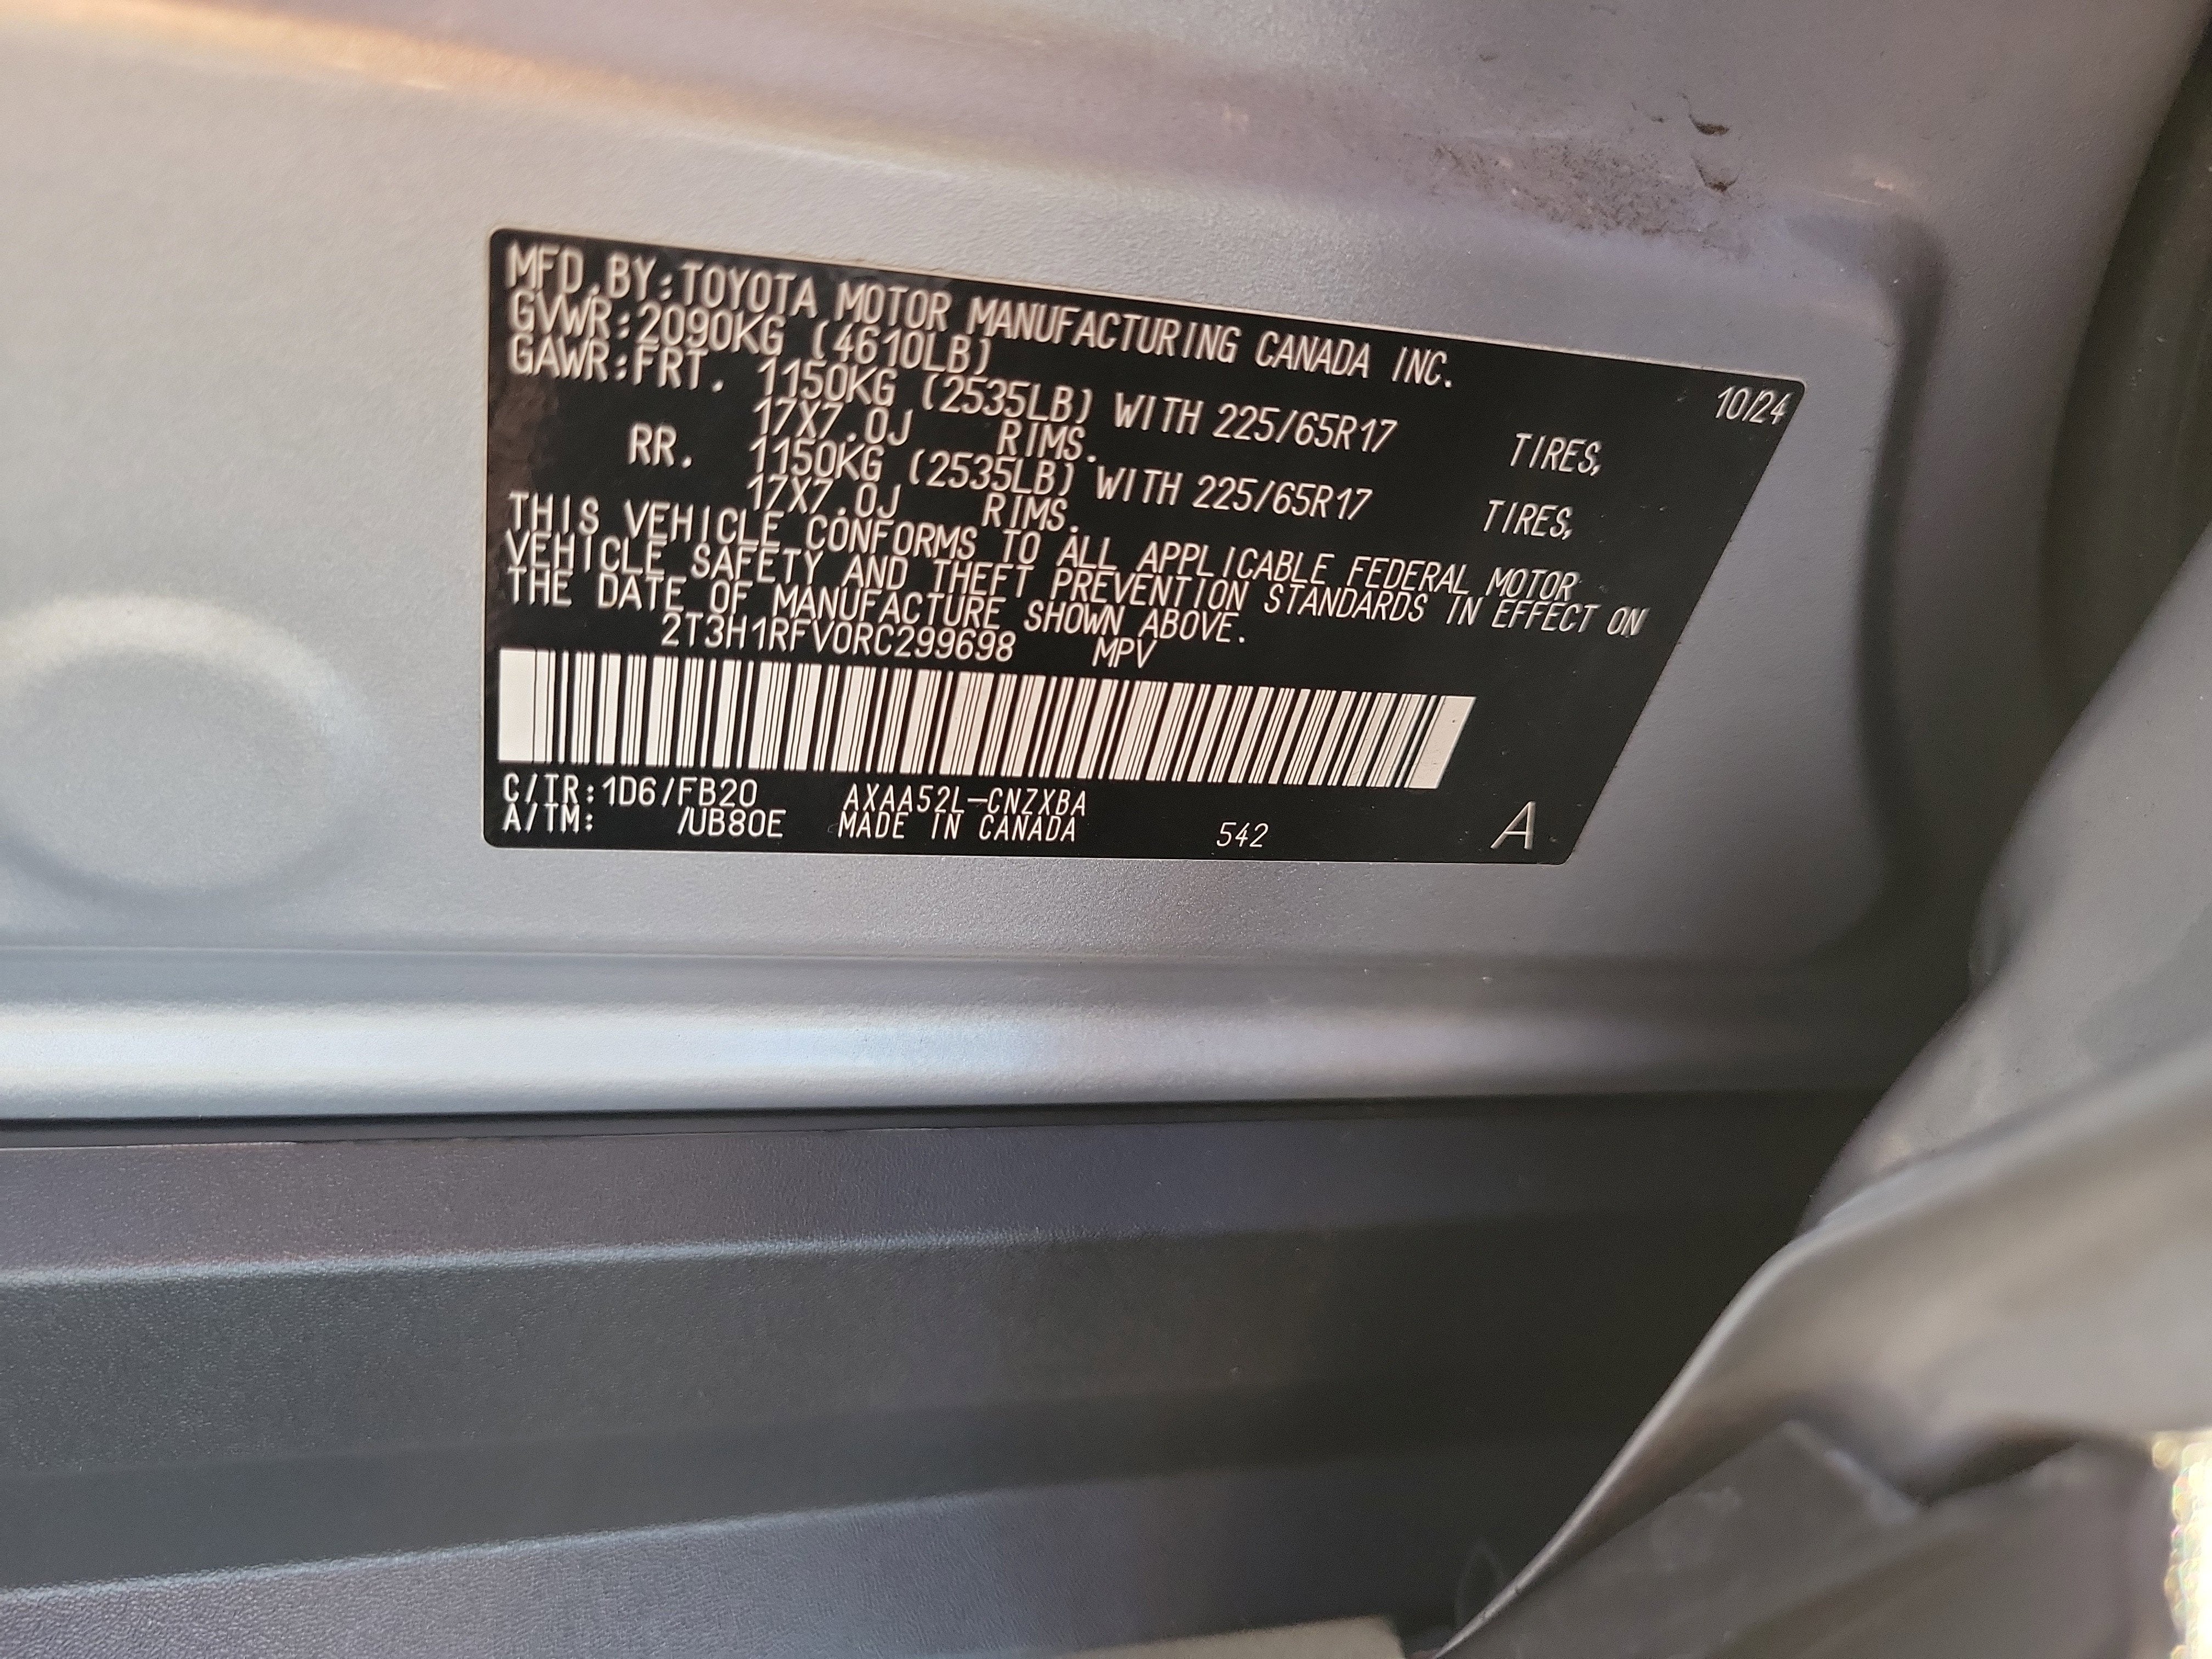 MFD.BY:TOYOTA MOTOR MANUFACTURING CANADA INC. 10/24
GVWR:2090KG (4610LB)
GAWR:FRT. 1150KG (2535LB) WITH 225/65R17 TIRES,
17X7.0J RIMS.
RR. 1150KG (2535LB) WITH 225/65R17 TIRES,
17X7.0J RIMS.
THIS VEHICLE CONFORMS TO ALL APPLICABLE FEDERAL MOTOR
VEHICLE SAFETY AND THEFT PREVENTION STANDARDS IN EFFECT ON
THE DATE OF MANUFACTURE SHOWN ABOVE.
2T3H1RFV0RC299698 MPV
C/TR:1D6/FB20 AXAA52L-CNZXBA
A/TM: /UB80E MADE IN CANADA 542 A